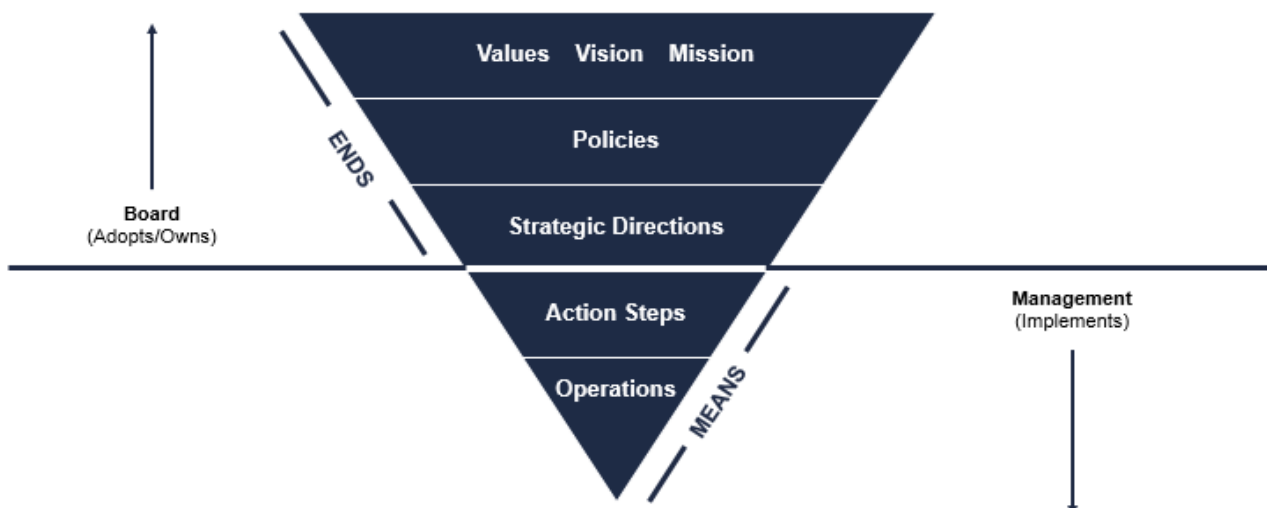 Values Vision Mission
Policies
ENDS
Board
(Adopts/Owns)
Strategic Directions
Action Steps
Management
(Implements)
Operations
MEANS